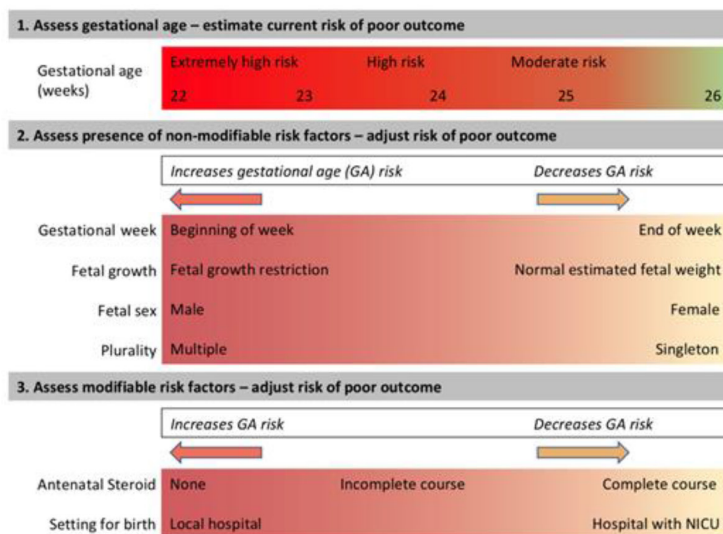 1. Assess gestational age – estimate current risk of poor outcome
Gestational age (weeks)
Extremely high risk High risk Moderate risk
22 23 24 25 26
2. Assess presence of non-modifiable risk factors – adjust risk of poor outcome
Increases gestational age (GA) risk Decreases GA risk
Gestational week Beginning of week End of week
Fetal growth Fetal growth restriction Normal estimated fetal weight
Fetal sex Male Female
Plurality Multiple Singleton
3. Assess modifiable risk factors – adjust risk of poor outcome
Increases GA risk Decreases GA risk
Antenatal Steroid None Incomplete course Complete course
Setting for birth Local hospital Hospital with NICU